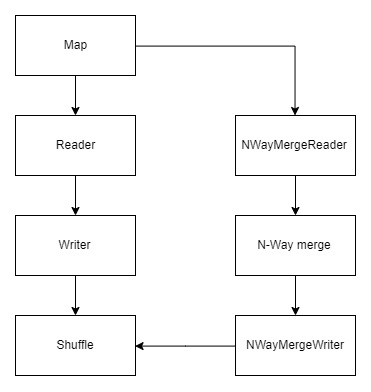 Map
Reader
NWayMergeReader
Writer
N-Way merge
Shuffle
NWayMergeWriter